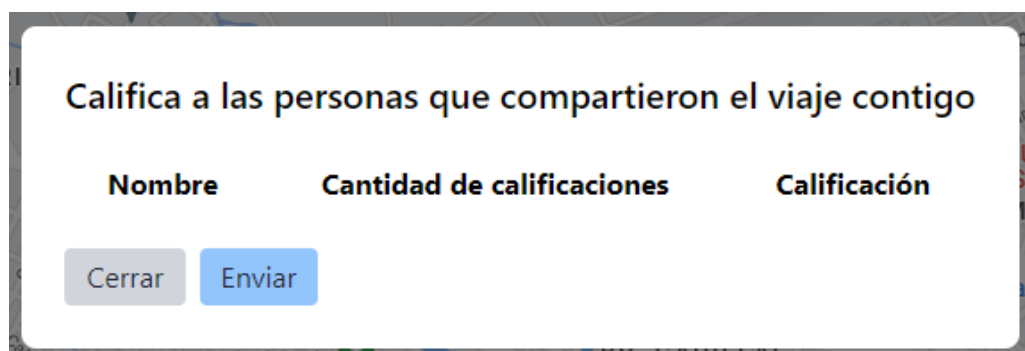 Califica a las personas que compartieron el viaje contigo
Nombre Cantidad de calificaciones Calificación
Cerrar Enviar